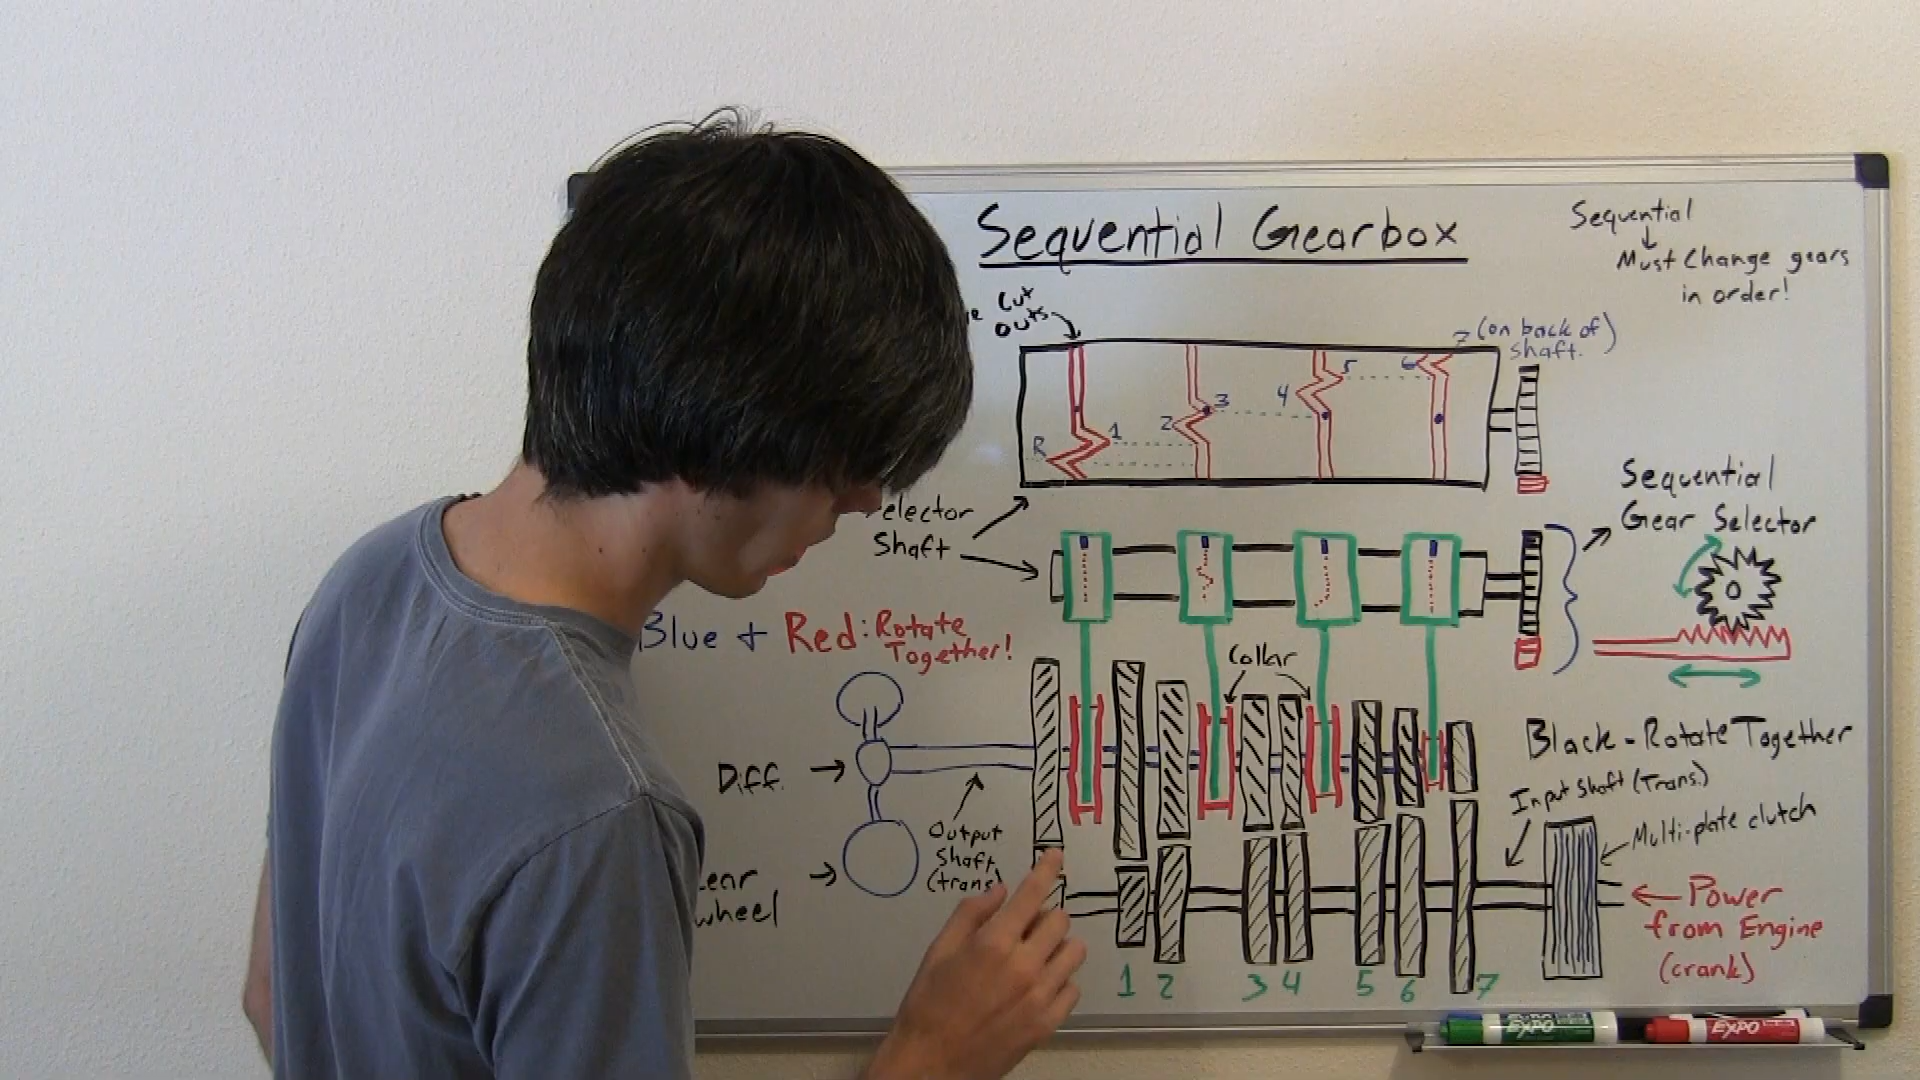 Sequential Gearbox
Sequential
Must Change gears
in order!
Cut
outs
7 (on back of)
shaft.
6
5
4
3
2
1
R
elector
Shaft
Sequential
Gear Selector
Blue + Red: Rotate
Together!
Collar
Black - Rotate Together
Input Shaft (Trans.)
Multi-plate clutch
Diff.
Output
Shaft
(trans)
ear
wheel
Power
from Engine
(crank)
1 2 3 4 5 6 7
EXPO EXPO